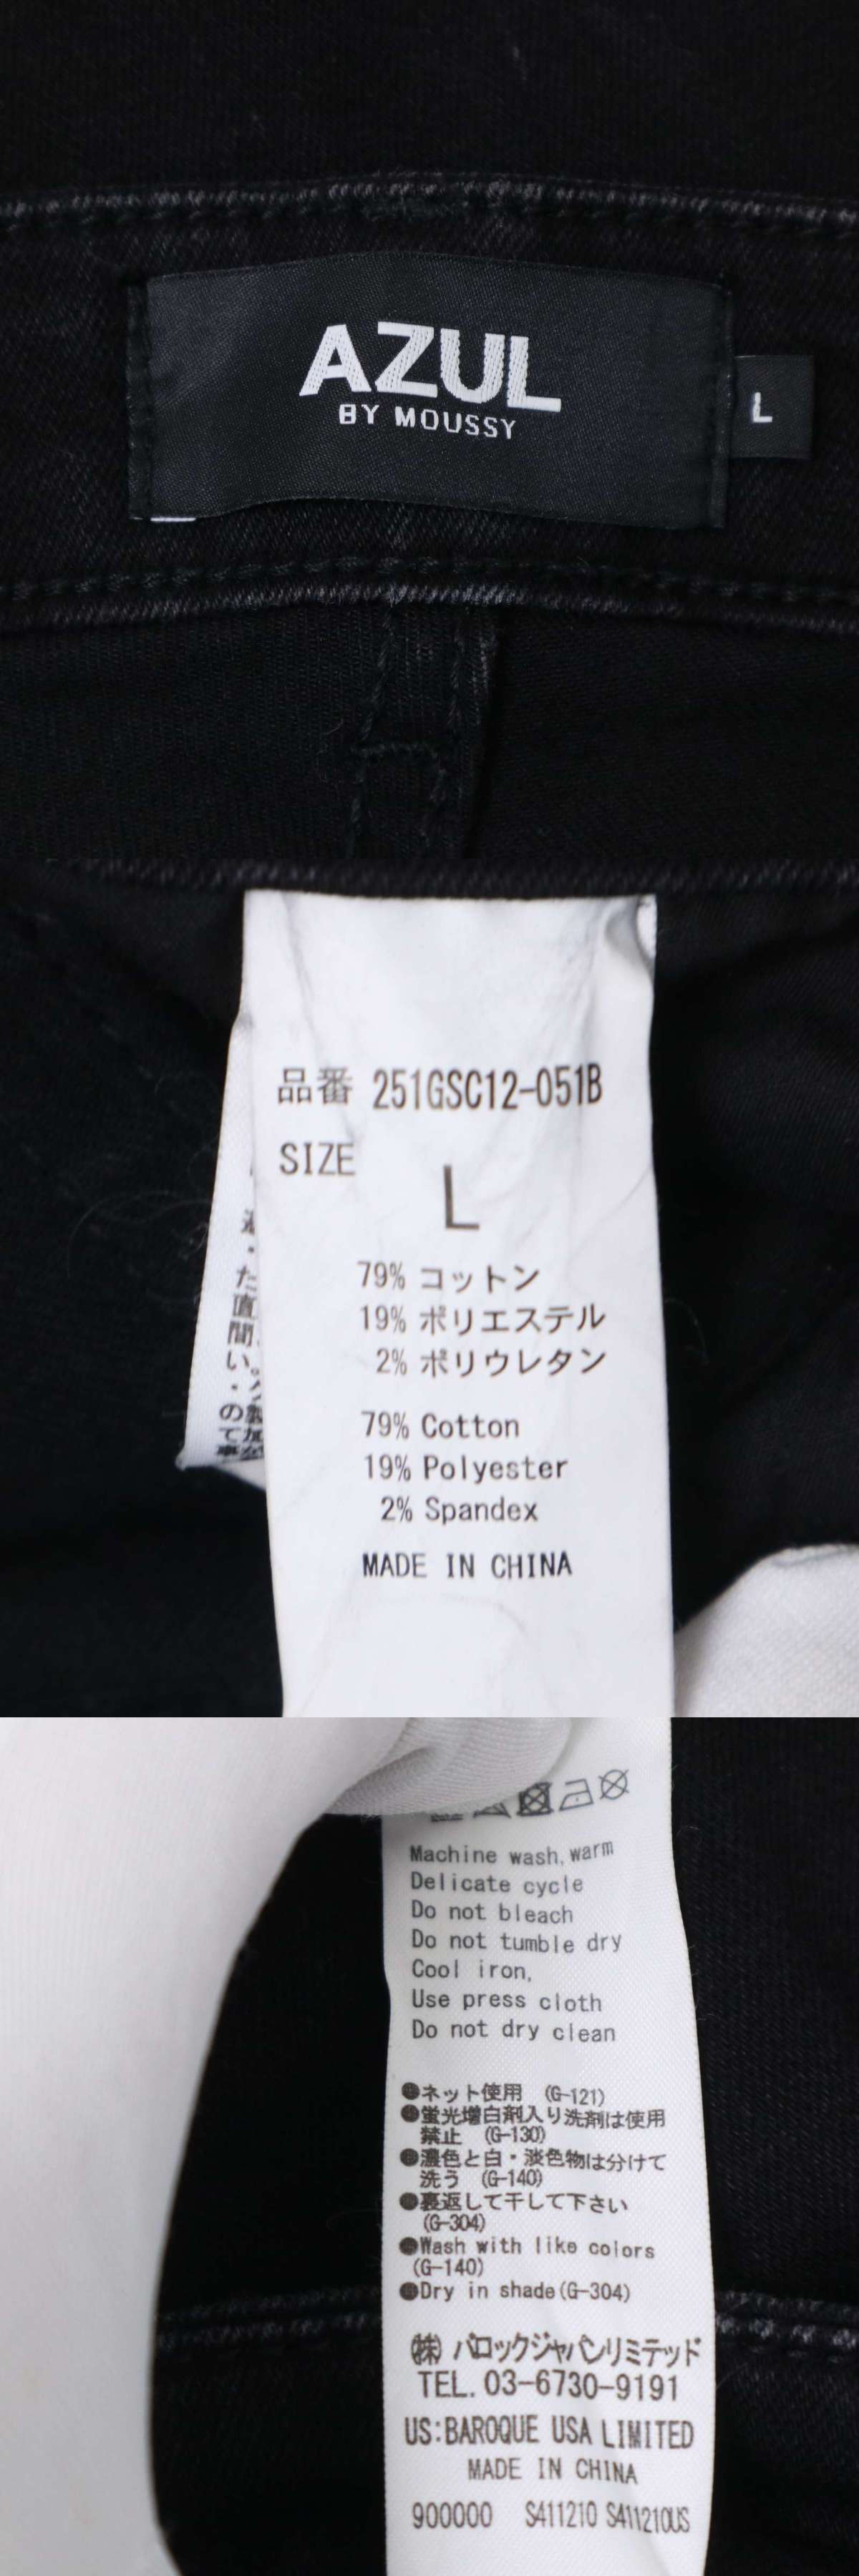 AZUL
BY MOUSSY
L
品番 251GSC12-051B
SIZE
L
79% コットン
19% ポリエステル
2% ポリウレタン
79% Cotton
19% Polyester
2% Spandex
MADE IN CHINA
Machine wash, warm
Delicate cycle
Do not bleach
Do not tumble dry
Cool iron,
Use press cloth
Do not dry clean
●ネット使用 (G-121)
●蛍光増白剤入り洗剤は使用
禁止 (G-130)
●濃色と白・淡色物は分けて
洗う (G-140)
●裏返して干して下さい
(G-304)
●Wash with like colors
(G-140)
●Dry in shade(G-304)
(株) バロックジャパンリミテッド
TEL. 03-6730-9191
US:BAROQUE USA LIMITED
MADE IN CHINA
900000 S411210 S411210US